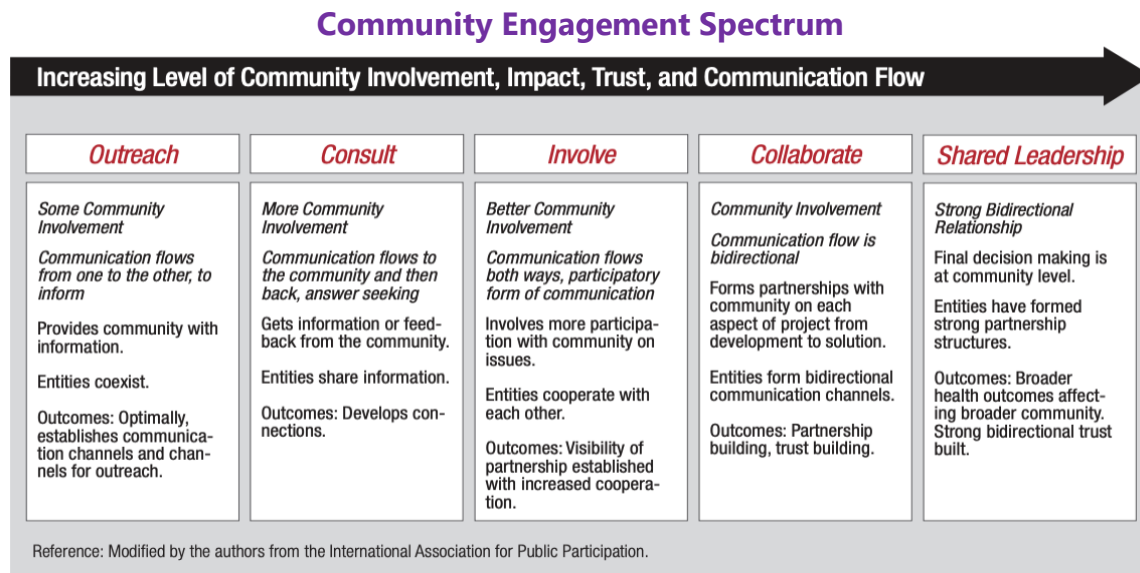 Community Engagement Spectrum
Increasing Level of Community Involvement, Impact, Trust, and Communication Flow
Outreach
Some Community
Involvement
Communication flows
from one to the other, to
inform
Provides community with
information.
Entities coexist.
Outcomes: Optimally,
establishes communica-
tion channels and chan-
nels for outreach.
Consult
More Community
Involvement
Communication flows to
the community and then
back, answer seeking
Gets information or feed-
back from the community.
Entities share information.
Outcomes: Develops con-
nections.
Involve
Better Community
Involvement
Communication flows
both ways, participatory
form of communication
Involves more participa-
tion with community on
issues.
Entities cooperate with
each other.
Outcomes: Visibility of
partnership established
with increased coopera-
tion.
Collaborate
Community Involvement
Communication flow is
bidirectional
Forms partnerships with
community on each
aspect of project from
development to solution.
Entities form bidirectional
communication channels.
Outcomes: Partnership
building, trust building.
Shared Leadership
Strong Bidirectional
Relationship
Final decision making is
at community level.
Entities have formed
strong partnership
structures.
Outcomes: Broader
health outcomes affect-
ing broader community.
Strong bidirectional trust
built.
Reference: Modified by the authors from the International Association for Public Participation.